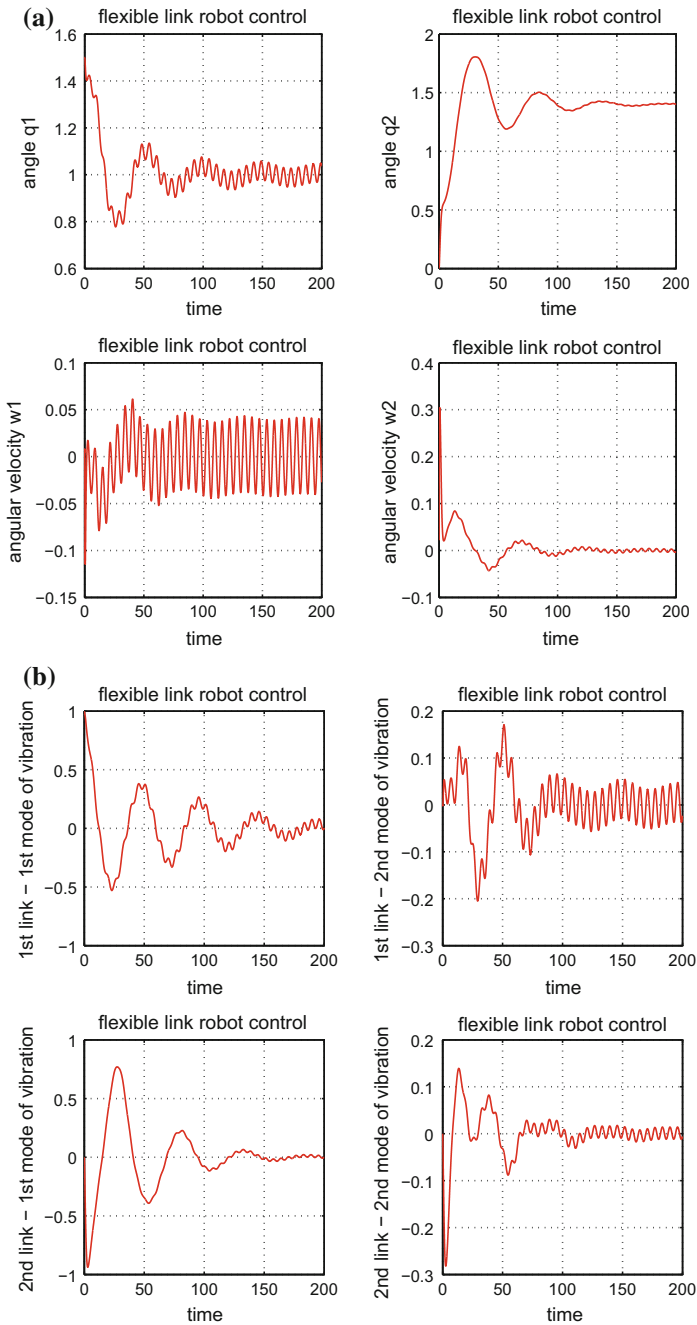 (a)
flexible link robot control
1.6
1.4
1.2
1
0.8
0.6
0 50 100 150 200
angle q1
time
flexible link robot control
2
1.5
1
0.5
0
0 50 100 150 200
angle q2
time
flexible link robot control
0.1
0.05
0
−0.05
−0.1
−0.15
0 50 100 150 200
angular velocity w1
time
flexible link robot control
0.4
0.3
0.2
0.1
0
−0.1
0 50 100 150 200
angular velocity w2
time
(b)
flexible link robot control
1
0.5
0
−0.5
−1
0 50 100 150 200
1st link − 1st mode of vibration
time
flexible link robot control
0.2
0.1
0
−0.1
−0.2
−0.3
0 50 100 150 200
1st link − 2nd mode of vibration
time
flexible link robot control
1
0.5
0
−0.5
−1
0 50 100 150 200
2nd link − 1st mode of vibration
time
flexible link robot control
0.2
0.1
0
−0.1
−0.2
−0.3
0 50 100 150 200
2nd link − 2nd mode of vibration
time